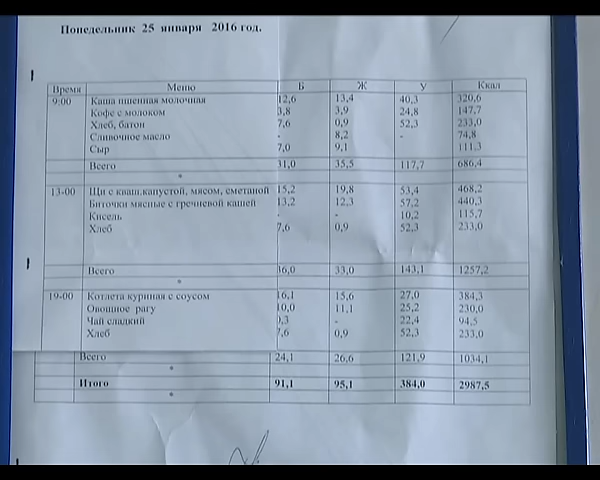 Понедельник 25 января 2016 год.
Время Меню Б Ж У Ккал
9:00 Каша пшенная молочная 12,6 13,4 40,3 320,6
Кофе с молоком 3,8 3,9 24,8 147,7
Хлеб, батон 7,6 0,9 52,3 233,0
Сливочное масло - 8,2 - 74,8
Сыр 7,0 9,1 111,3
Всего 31,0 35,5 117,7 686,4
13-00 Щи с кваш.капустой, мясом, сметаной 15,2 19,8 53,4 468,2
Биточки мясные с гречневой кашей 13,2 12,3 57,2 440,3
Кисель - - 10,2 115,7
Хлеб 7,6 0,9 52,3 233,0
Всего 36,0 33,0 143,1 1257,2
19-00 Котлета куриная с соусом 16,1 15,6 27,0 384,3
Овощное рагу 10,0 11,1 25,2 230,0
Чай сладкий 0,3 - 22,4 94,5
Хлеб 7,6 0,9 52,3 233,0
Всего 24,1 26,6 121,9 1034,1
Итого 91,1 95,1 384,0 2987,5